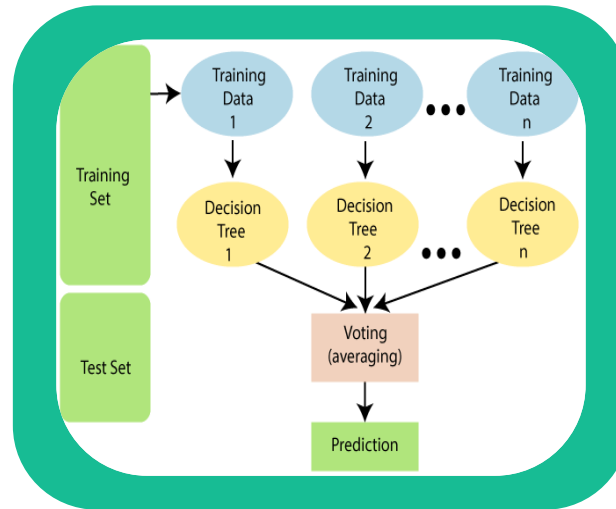 Training
Set
Test Set
Training
Data
1
Training
Data
2
Training
Data
n
Decision
Tree
1
Decision
Tree
2
Decision
Tree
n
Voting
(averaging)
Prediction